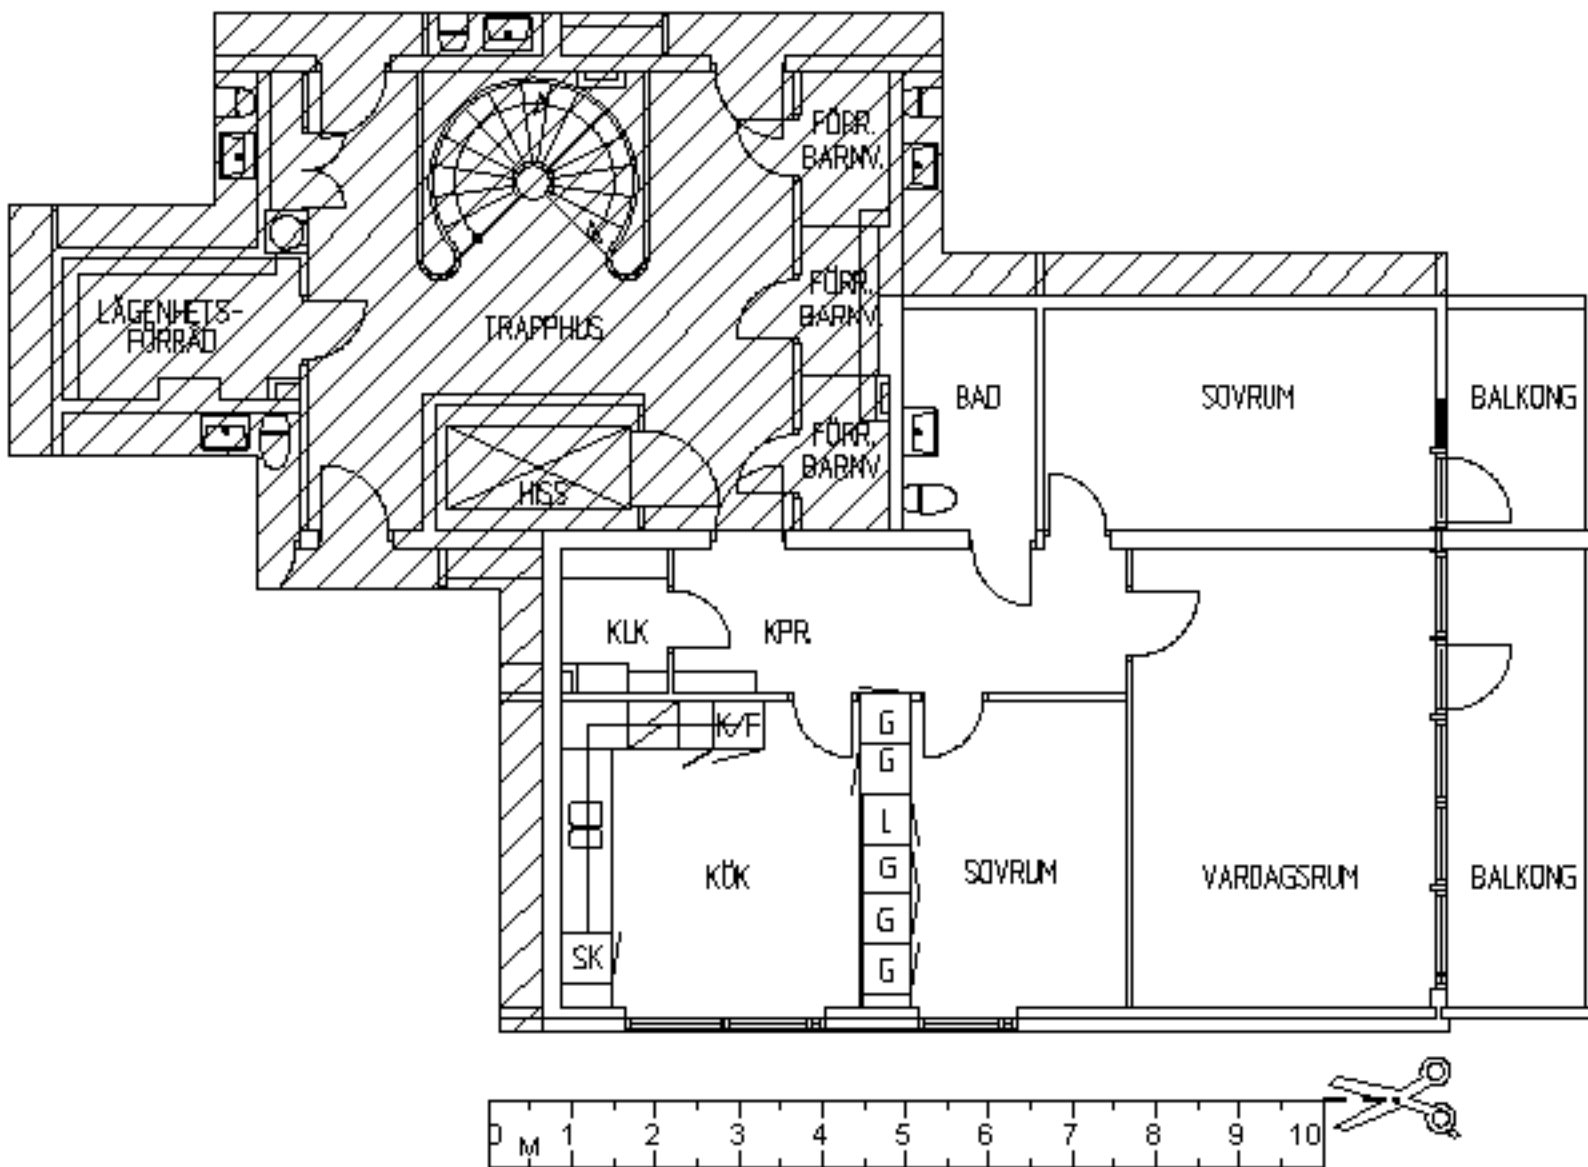 FÖRR.
BARNV.
LÄGENHETS-
FÖRRÅD
TRAPPHUS
FÖRR.
BARNV.
BAD
SOVRUM
BALKONG
FÖRR.
BARNV.
HISS
KLK
KPR.
K/F
G
G
L
G
G
G
KÖK
SOVRUM
VARDAGSRUM
BALKONG
SK
0 M 1 2 3 4 5 6 7 8 9 10